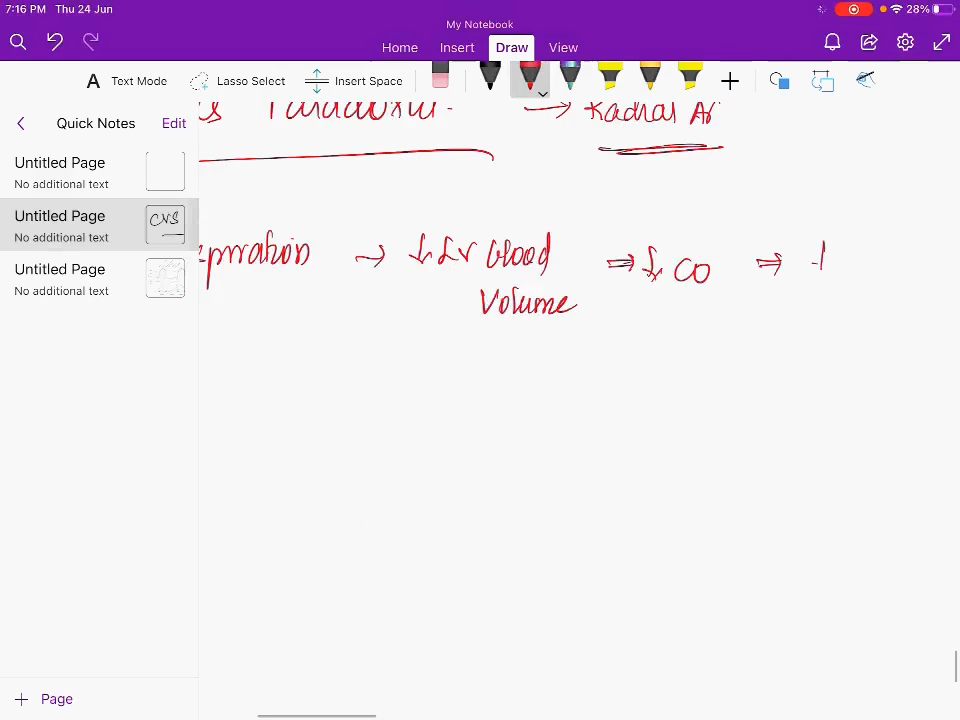 7:16 PM Thu 24 Jun
28%
My Notebook
Home Insert Draw View
Text Mode Lasso Select Insert Space
Quick Notes Edit
Untitled Page
No additional text
Untitled Page
No additional text
CNS
Untitled Page
No additional text
→ Radial Ar
piration → ↓ LV blood ⇒ ↓ CO ⇒
Volume
+ Page